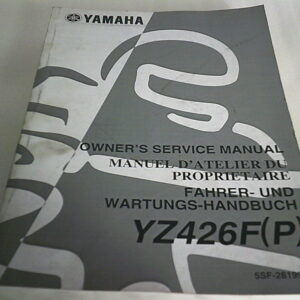 YAMAHA
OWNER'S SERVICE MANUAL
MANUEL D'ATELIER DU
PROPRIETAIRE
FAHRER- UND
WARTUNGS-HANDBUCH
YZ426F(P)